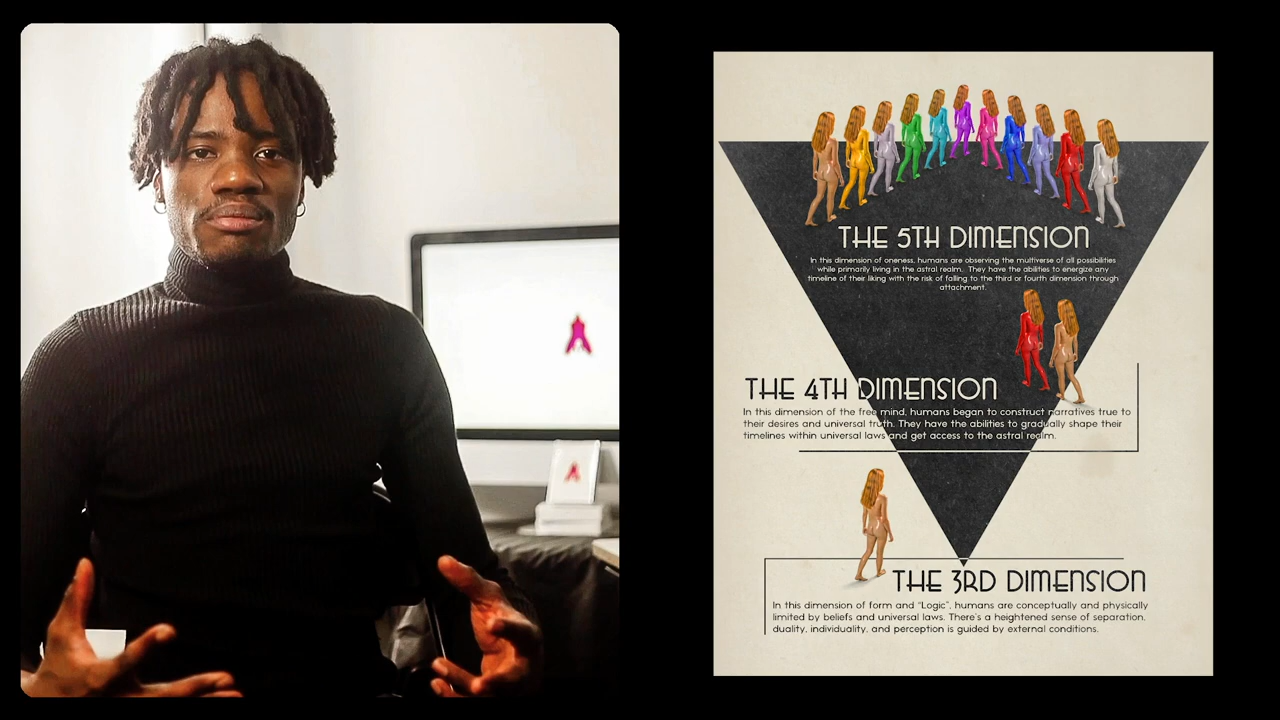 THE 5TH DIMENSION
In this dimension of oneness, humans are observing the multiverse of all possibilities
while primarily living in the astral realm. They have the abilities to energize any
timeline of their liking with the risk of falling to the third or fourth dimension through
attachment.
THE 4TH DIMENSION
In this dimension of the free mind, humans began to construct narratives true to
their desires and universal truth. They have the abilities to gradually shape their
timelines within universal laws and get access to the astral realm.
THE 3RD DIMENSION
In this dimension of form and "Logic", humans are conceptually and physically
limited by beliefs and universal laws. There's a heightened sense of separation,
duality, individuality, and perception is guided by external conditions.